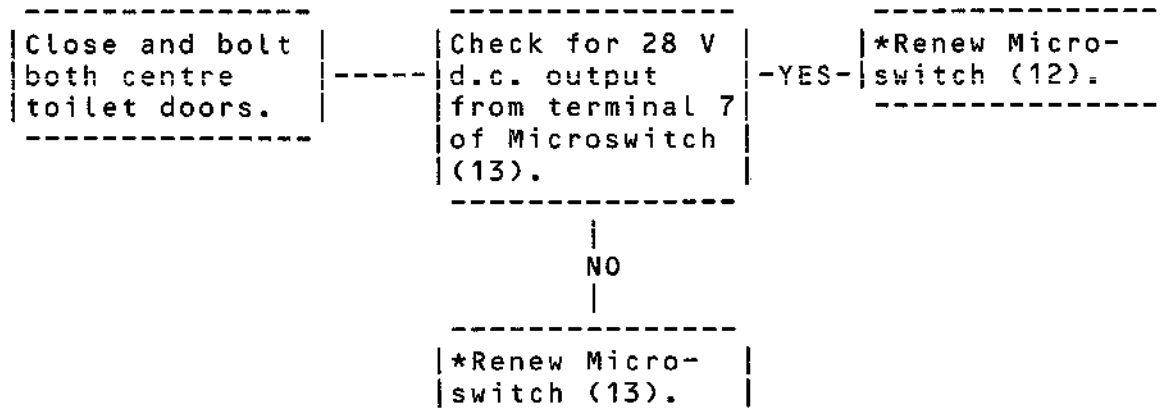 Close and bolt
both centre
toilet doors.
Check for 28 V
d.c. output
from terminal 7
of Microswitch
(13).
YES
*Renew Micro-
switch (12).
NO
*Renew Micro-
switch (13).